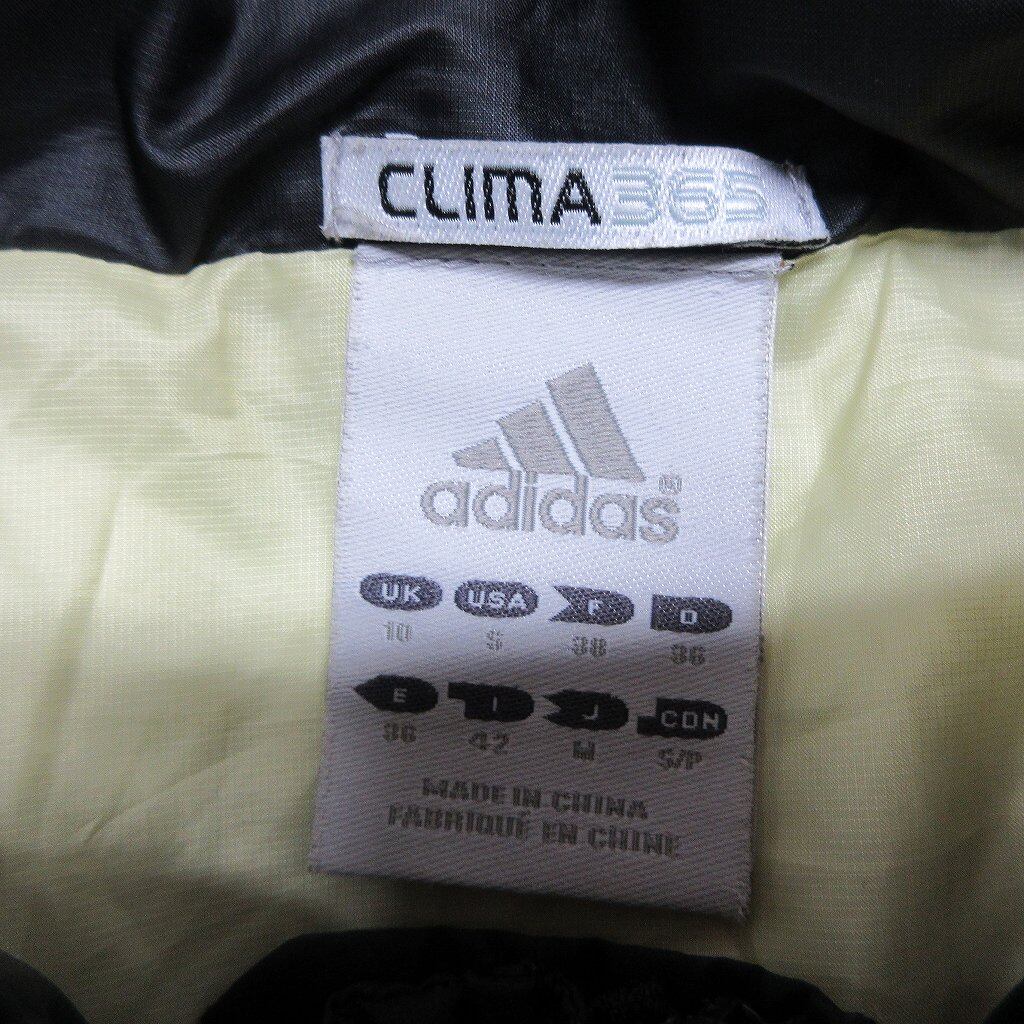 CLIMA365
adidas®
UK USA F D
10 S 38 36
E I J CDN
36 42 M S/P
MADE IN CHINA
FABRIQUÉ EN CHINE